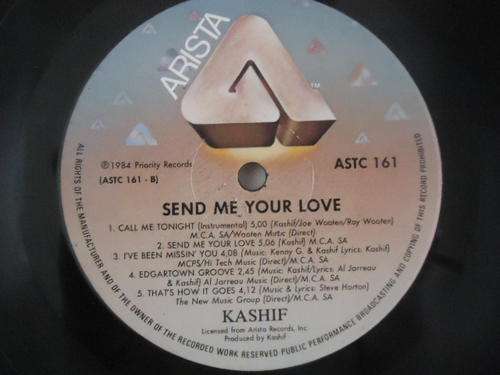 ARISTA
TM
℗ 1984 Priority Records
(ASTC 161 - B)
ASTC 161
SEND ME YOUR LOVE
1. CALL ME TONIGHT (Instrumental) 5,00 (Kashif/Joe Wooten/Roy Wooten)
M.C.A. SA/Wooten Music (Direct)
2. SEND ME YOUR LOVE 5,06 (Kashif) M.C.A. SA
3. I'VE BEEN MISSIN' YOU 4,08 (Music: Kenny G. & Kashif Lyrics: Kashif)
MCPS/Hi Tech Music (Direct)/M.C.A. SA
4. EDGARTOWN GROOVE 2,45 (Music: Kashif/Lyrics: Al Jarreau
& Kashif) Al Jarreau Music (Direct)/M.C.A. SA
5. THAT'S HOW IT GOES 4,12 (Music & Lyrics: Steve Horton)
The New Music Group (Direct)/M.C.A. SA
KASHIF
Licensed from Arista Records, Inc.
Produced by Kashif
ALL RIGHTS OF THE MANUFACTURER AND OF THE OWNER OF THE RECORDED WORK RESERVED PUBLIC PERFORMANCE BROADCASTING AND COPYING OF THIS RECORD PROHIBITED